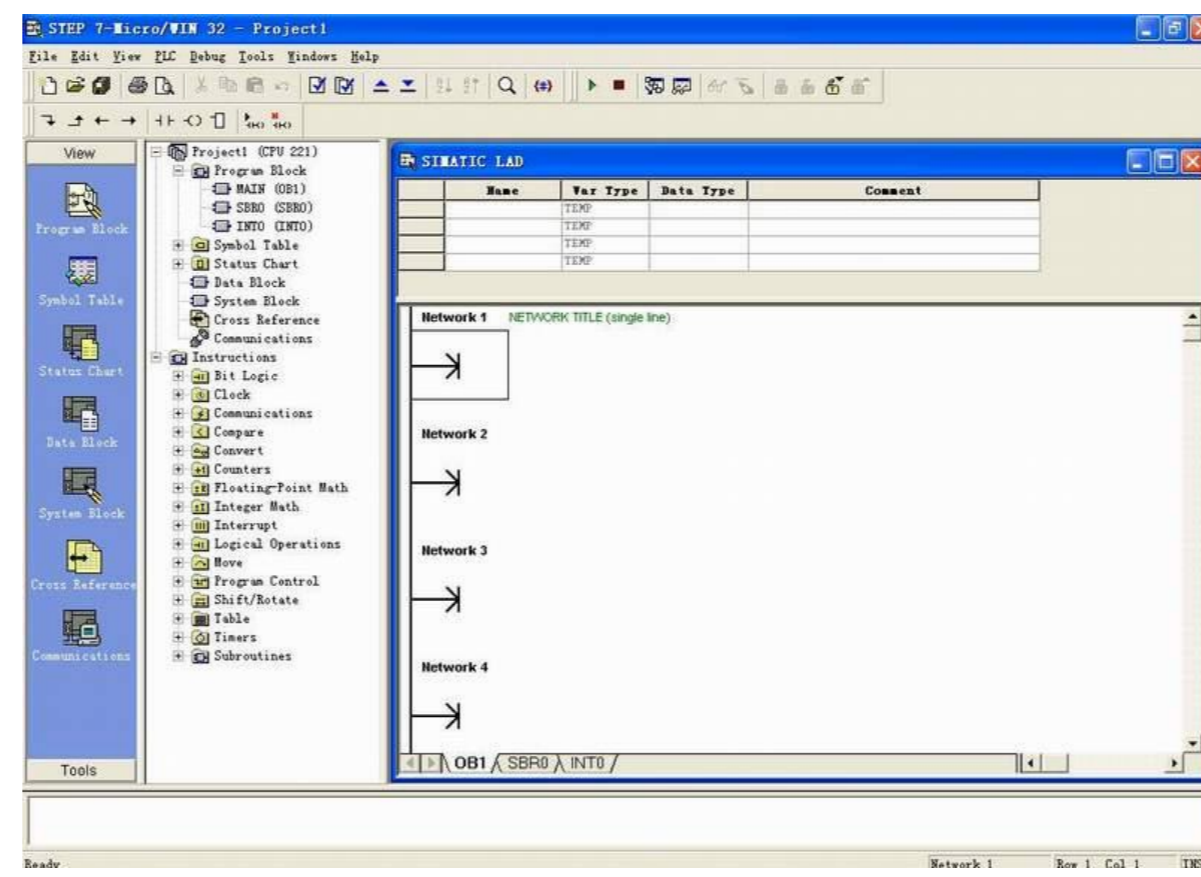 STEP 7-Micro/WIN 32 - Project1
File Edit View PLC Debug Tools Windows Help
View
Program Block
Symbol Table
Status Chart
Data Block
System Block
Cross Reference
Communications
Tools
Project1 (CPU 221)
Program Block
MAIN (OB1)
SBR0 (SBR0)
INT0 (INT0)
Symbol Table
Status Chart
Data Block
System Block
Cross Reference
Communications
Instructions
Bit Logic
Clock
Communications
Compare
Convert
Counters
Floating-Point Math
Integer Math
Interrupt
Logical Operations
Move
Program Control
Shift/Rotate
Table
Timers
Subroutines
SIMATIC LAD
Name Var Type Data Type Comment
TEMP
TEMP
TEMP
TEMP
Network 1 NETWORK TITLE (single line)
Network 2
Network 3
Network 4
OB1 SBR0 INT0
Ready Network 1 Row 1 Col 1 INS